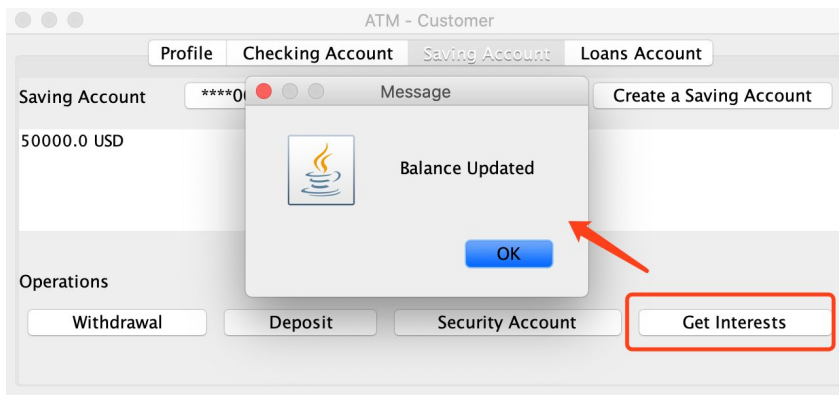 ATM - Customer
Profile
Checking Account
Saving Account
Loans Account
Saving Account
****0
Message
Create a Saving Account
50000.0 USD
Balance Updated
OK
Operations
Withdrawal
Deposit
Security Account
Get Interests